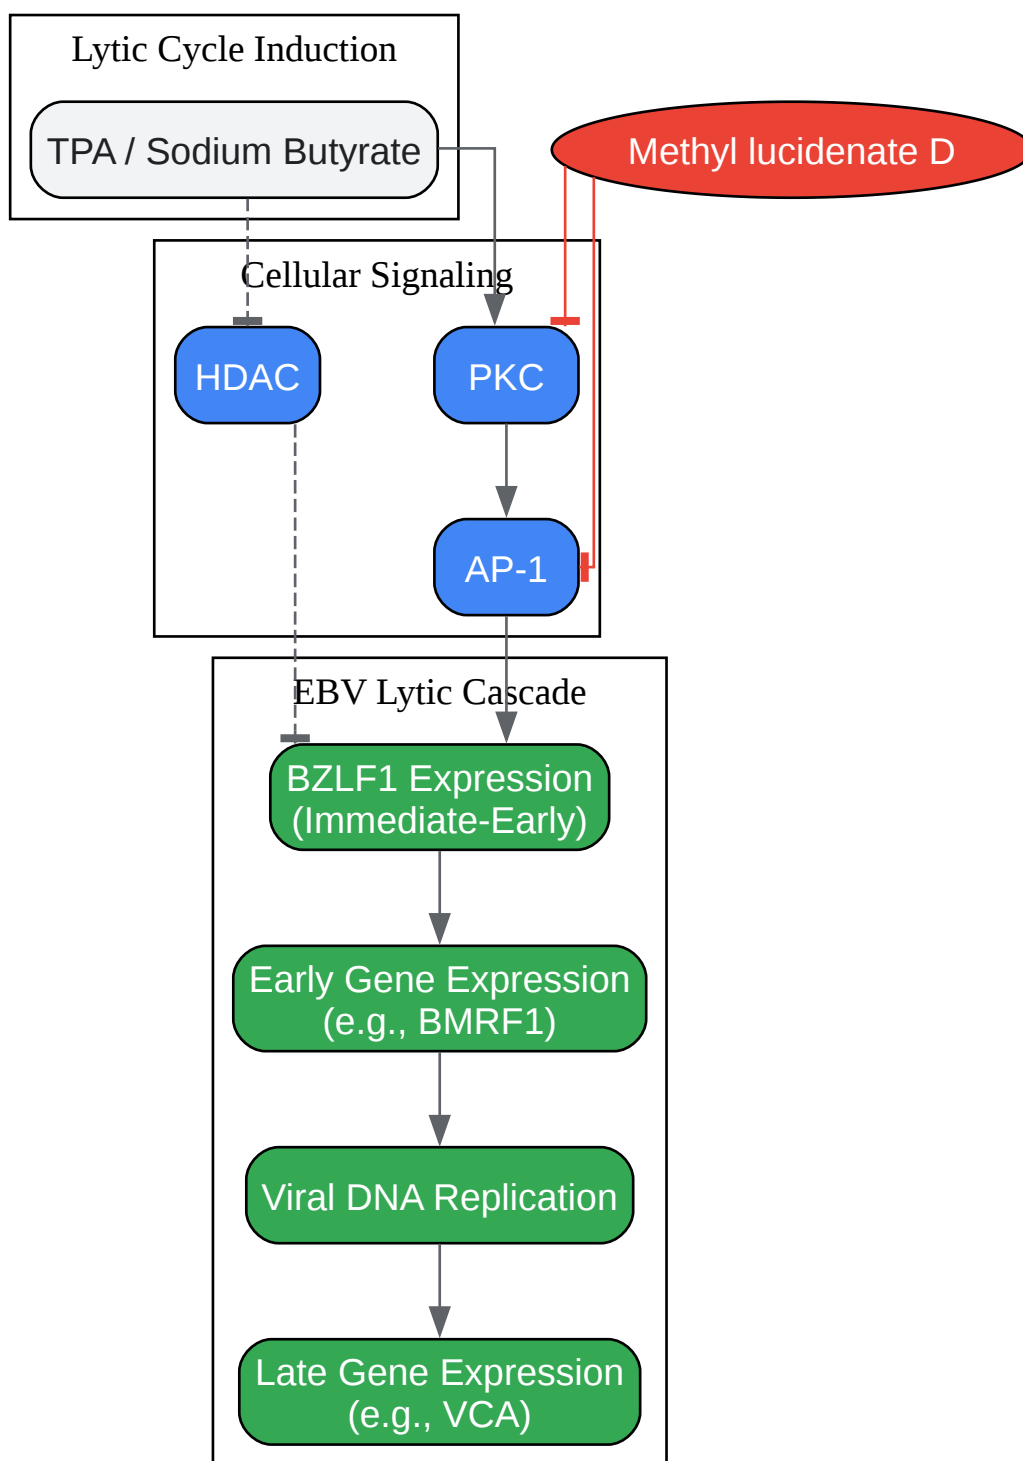 Lytic Cycle Induction
TPA / Sodium Butyrate
Methyl lucidenate D
Cellular Signaling
HDAC
PKC
AP-1
EBV Lytic Cascade
BZLF1 Expression
(Immediate-Early)
Early Gene Expression
(e.g., BMRF1)
Viral DNA Replication
Late Gene Expression
(e.g., VCA)